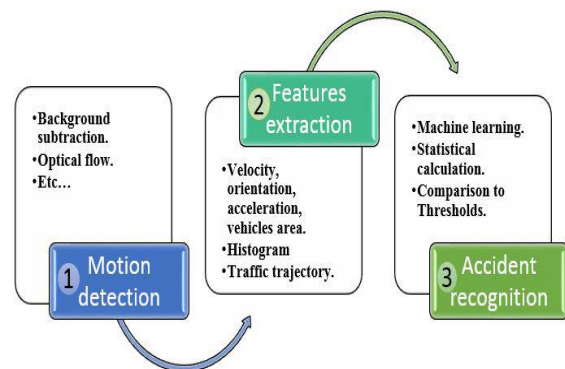 •Background
subtraction.
•Optical flow.
•Etc…
1 Motion
detection
2 Features
extraction
•Velocity,
orientation,
acceleration,
vehicles area.
•Histogram
•Traffic trajectory.
•Machine learning.
•Statistical
calculation.
•Comparison to
Thresholds.
3 Accident
recognition